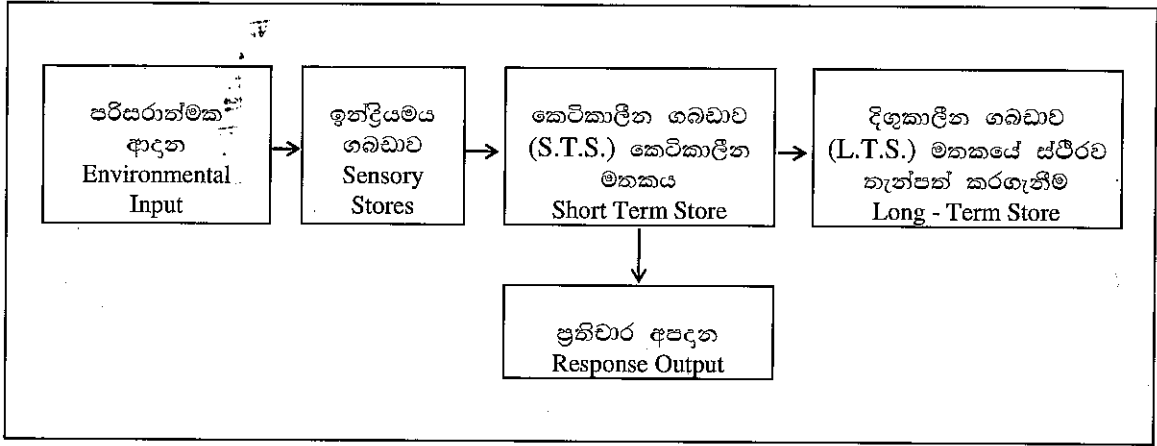 පරිසරාත්මක
ආදාන
Environmental
Input
ඉන්ද්‍රියමය
ගබඩාව
Sensory
Stores
කෙටිකාලීන ගබඩාව
(S.T.S.) කෙටිකාලීන
මතකය
Short Term Store
දිගුකාලීන ගබඩාව
(L.T.S.) මතකයේ ස්ථිරව
තැන්පත් කරගැනීම
Long - Term Store
ප්‍රතිචාර අපදාන
Response Output